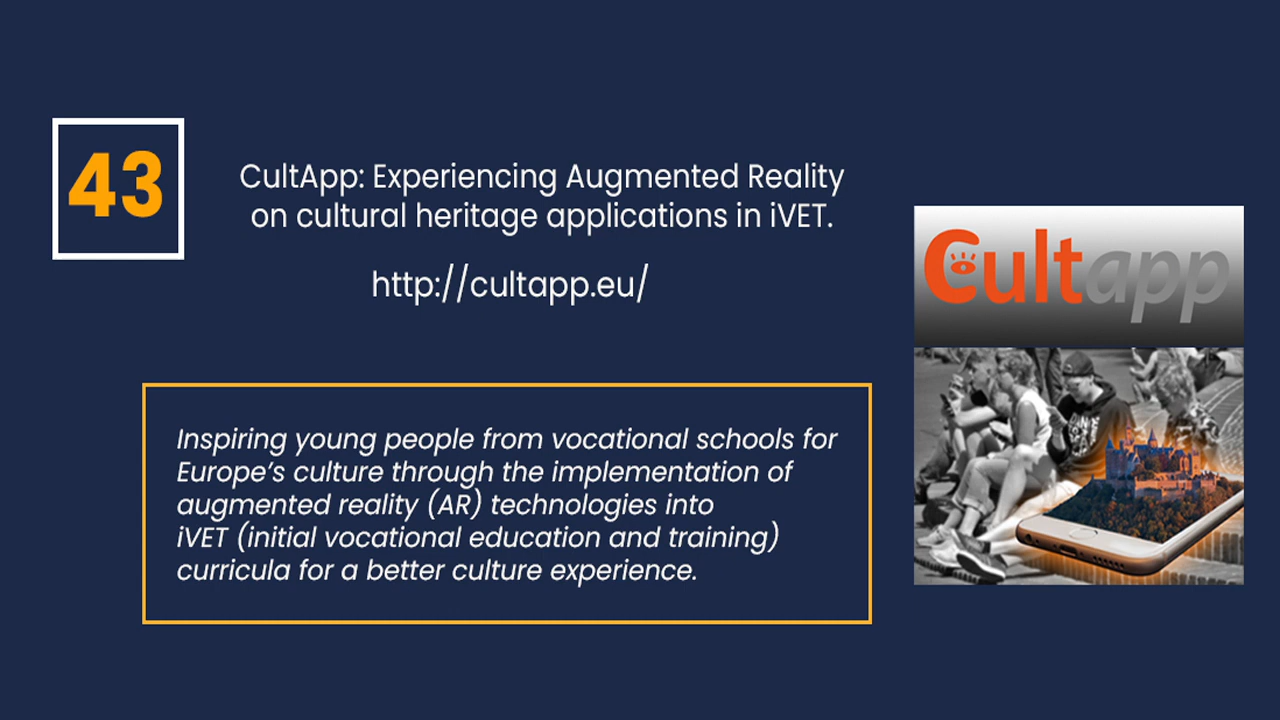 43
CultApp: Experiencing Augmented Reality
on cultural heritage applications in iVET.
http://cultapp.eu/
Cultapp
Inspiring young people from vocational schools for
Europe’s culture through the implementation of
augmented reality (AR) technologies into
iVET (initial vocational education and training)
curricula for a better culture experience.